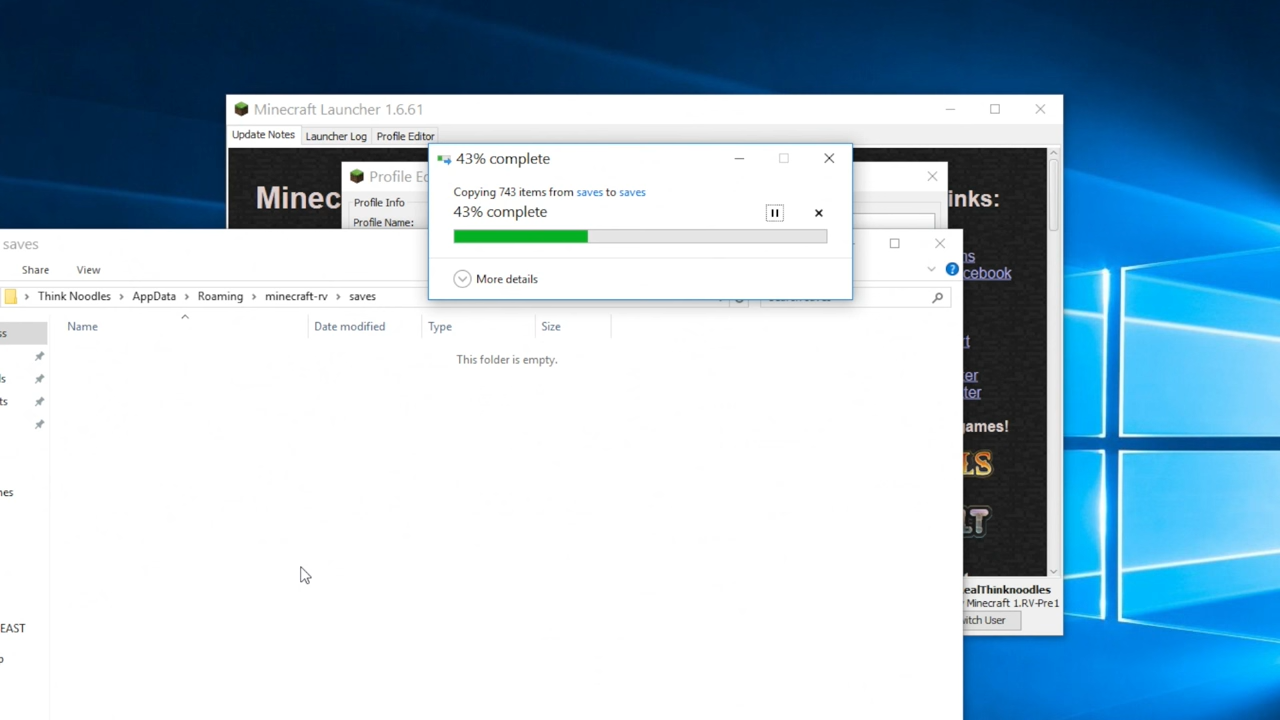 Minecraft Launcher 1.6.61
Update Notes Launcher Log Profile Editor
43% complete
Profile
Minec
inks:
Profile Info
Copying 743 items from saves to saves
Profile Name:
43% complete
saves
Share View
More details
cebook
Think Noodles AppData Roaming minecraft-rv saves
Name Date modified Type Size
This folder is empty.
games!
ealThinknoodles
Minecraft 1.RV-Pre1
itch User
EAST